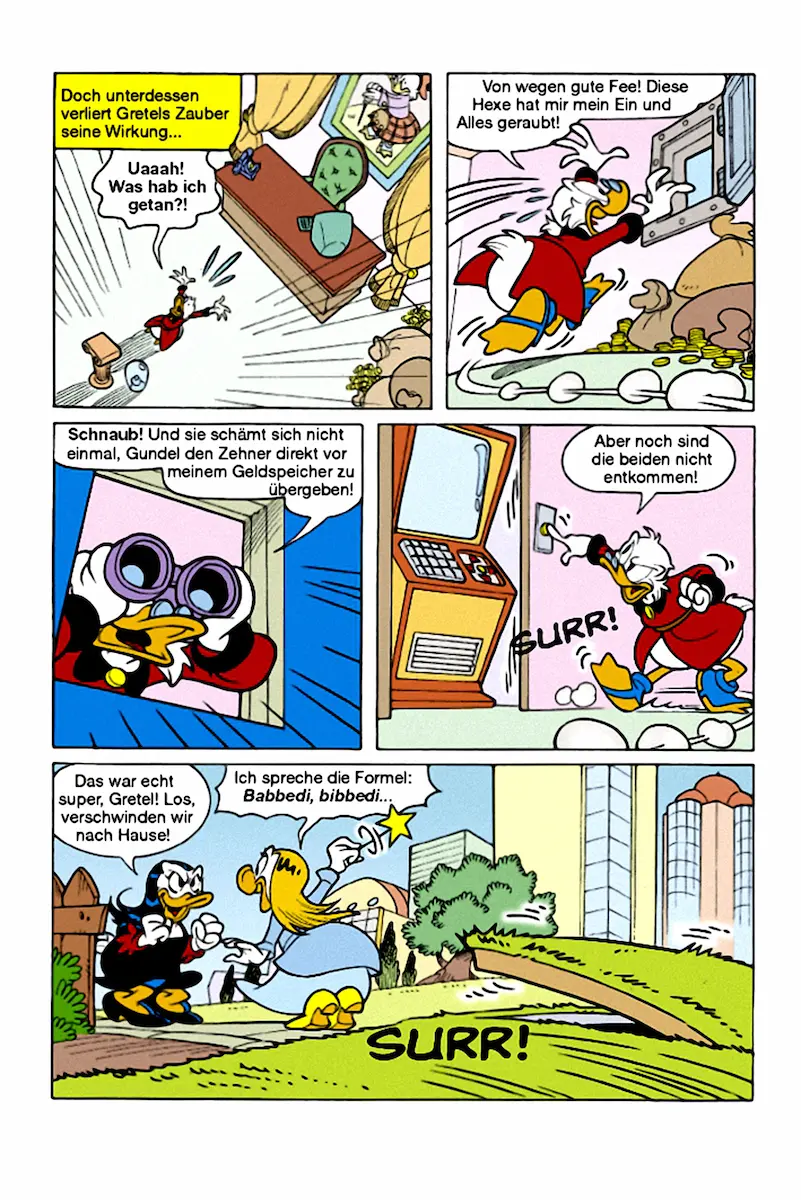 Doch unterdessen
verliert Gretels Zauber
seine Wirkung...
Uaaah!
Was hab ich
getan?!
Von wegen gute Fee! Diese
Hexe hat mir mein Ein und
Alles geraubt!
Schnaub! Und sie schämt sich nicht
einmal, Gundel den Zehner direkt vor
meinem Geldspeicher zu
übergeben!
Aber noch sind
die beiden nicht
entkommen!
SURR!
Das war echt
super, Gretel! Los,
verschwinden wir
nach Hause!
Ich spreche die Formel:
Babbedi, bibbedi...
SURR!